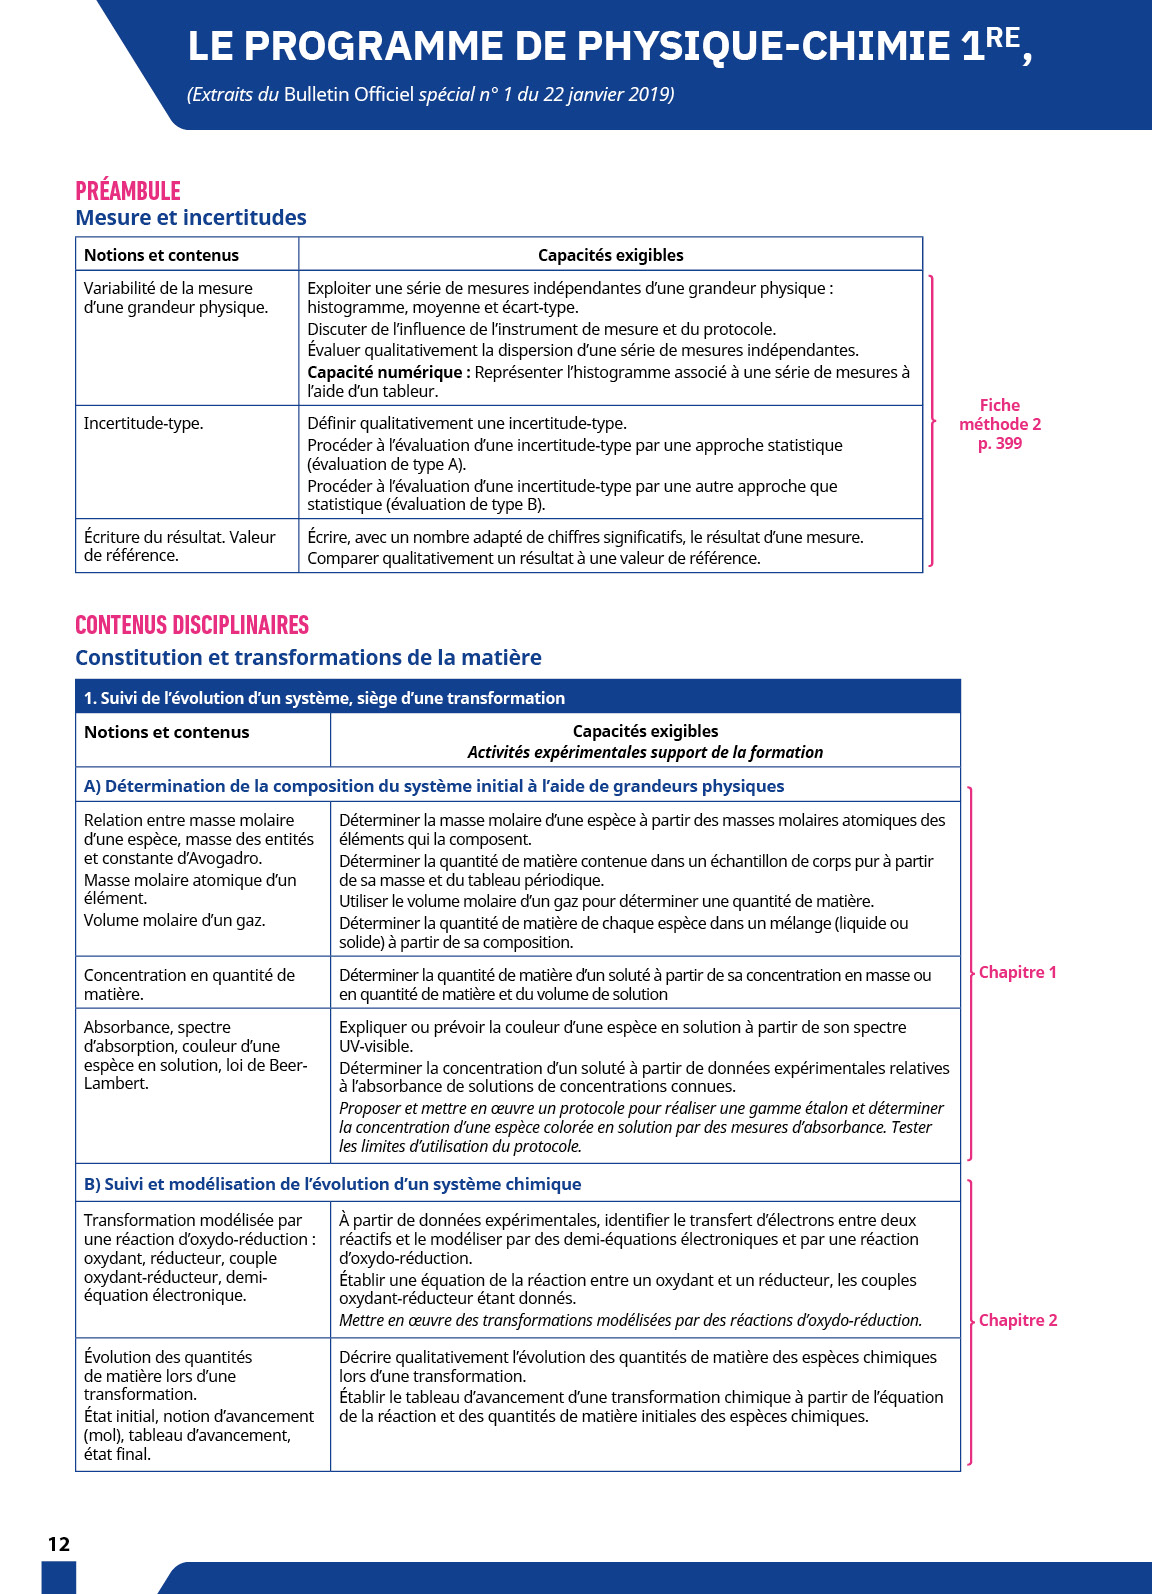 LE PROGRAMME DE PHYSIQUE-CHIMIE 1RE,
(Extraits du Bulletin Officiel spécial n° 1 du 22 janvier 2019)
PRÉAMBULE
Mesure et incertitudes
Notions et contenus
Capacités exigibles
Variabilité de la mesure
d’une grandeur physique.
Exploiter une série de mesures indépendantes d’une grandeur physique :
histogramme, moyenne et écart-type.
Discuter de l’influence de l’instrument de mesure et du protocole.
Évaluer qualitativement la dispersion d’une série de mesures indépendantes.
Capacité numérique : Représenter l’histogramme associé à une série de mesures à
l’aide d’un tableur.
Incertitude-type.
Définir qualitativement une incertitude-type.
Procéder à l’évaluation d’une incertitude-type par une approche statistique
(évaluation de type A).
Procéder à l’évaluation d’une incertitude-type par une autre approche que
statistique (évaluation de type B).
Écriture du résultat. Valeur
de référence.
Écrire, avec un nombre adapté de chiffres significatifs, le résultat d’une mesure.
Comparer qualitativement un résultat à une valeur de référence.
Fiche
méthode 2
p. 399
CONTENUS DISCIPLINAIRES
Constitution et transformations de la matière
1. Suivi de l’évolution d’un système, siège d’une transformation
Notions et contenus
Capacités exigibles
Activités expérimentales support de la formation
A) Détermination de la composition du système initial à l’aide de grandeurs physiques
Relation entre masse molaire
d’une espèce, masse des entités
et constante d’Avogadro.
Masse molaire atomique d’un
élément.
Volume molaire d’un gaz.
Déterminer la masse molaire d’une espèce à partir des masses molaires atomiques des
éléments qui la composent.
Déterminer la quantité de matière contenue dans un échantillon de corps pur à partir
de sa masse et du tableau périodique.
Utiliser le volume molaire d’un gaz pour déterminer une quantité de matière.
Déterminer la quantité de matière de chaque espèce dans un mélange (liquide ou
solide) à partir de sa composition.
Concentration en quantité de
matière.
Déterminer la quantité de matière d’un soluté à partir de sa concentration en masse ou
en quantité de matière et du volume de solution
Absorbance, spectre
d’absorption, couleur d’une
espèce en solution, loi de Beer-
Lambert.
Expliquer ou prévoir la couleur d’une espèce en solution à partir de son spectre
UV-visible.
Déterminer la concentration d’un soluté à partir de données expérimentales relatives
à l’absorbance de solutions de concentrations connues.
Proposer et mettre en œuvre un protocole pour réaliser une gamme étalon et déterminer
la concentration d’une espèce colorée en solution par des mesures d’absorbance. Tester
les limites d’utilisation du protocole.
Chapitre 1
B) Suivi et modélisation de l’évolution d’un système chimique
Transformation modélisée par
une réaction d’oxydo-réduction :
oxydant, réducteur, couple
oxydant-réducteur, demi-
équation électronique.
À partir de données expérimentales, identifier le transfert d’électrons entre deux
réactifs et le modéliser par des demi-équations électroniques et par une réaction
d’oxydo-réduction.
Établir une équation de la réaction entre un oxydant et un réducteur, les couples
oxydant-réducteur étant donnés.
Mettre en œuvre des transformations modélisées par des réactions d’oxydo-réduction.
Évolution des quantités
de matière lors d’une
transformation.
État initial, notion d’avancement
(mol), tableau d’avancement,
état final.
Décrire qualitativement l’évolution des quantités de matière des espèces chimiques
lors d’une transformation.
Établir le tableau d’avancement d’une transformation chimique à partir de l’équation
de la réaction et des quantités de matière initiales des espèces chimiques.
Chapitre 2
12